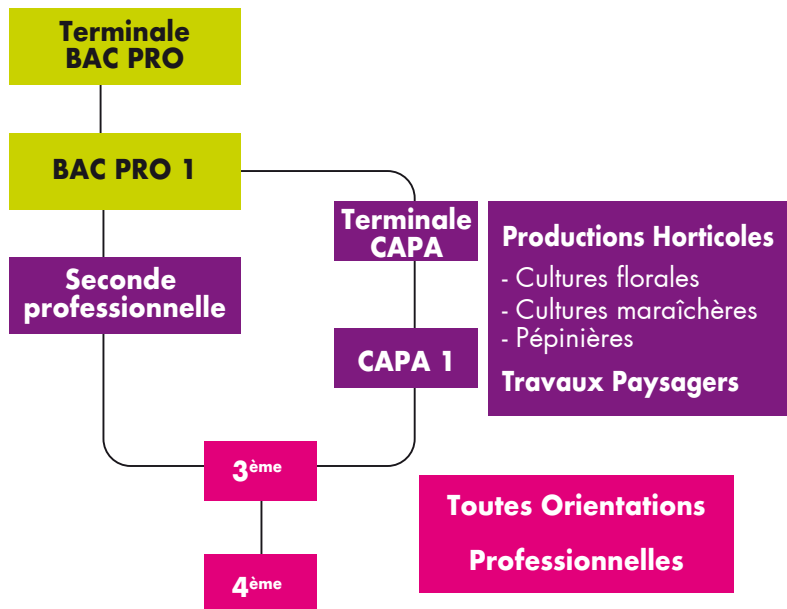 Terminale
BAC PRO
BAC PRO 1
Terminale
CAPA
Seconde
professionnelle
CAPA 1
Productions Horticoles
- Cultures florales
- Cultures maraîchères
- Pépinières
Travaux Paysagers
3ème
4ème
Toutes Orientations
Professionnelles